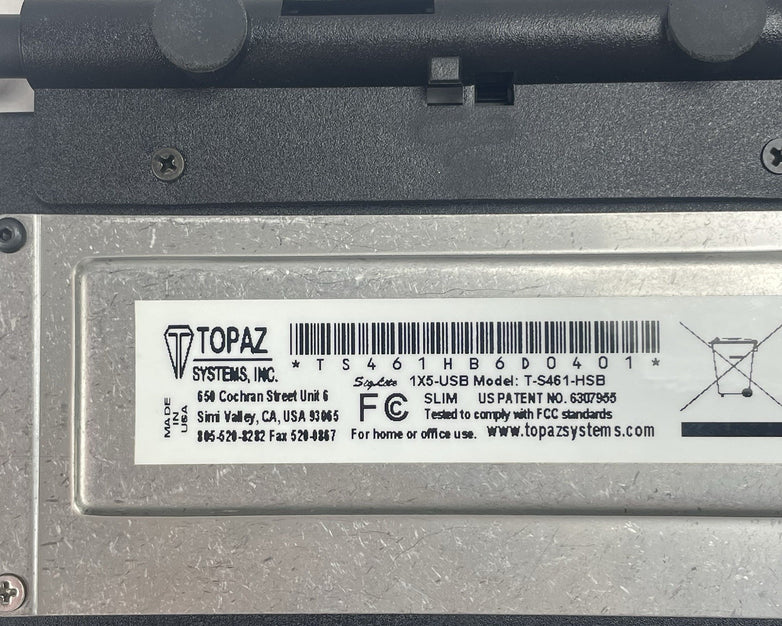 TOPAZ
SYSTEMS, INC.
*TS461HB6D0401*
SigLite 1X5-USB Model: T-S461-HSB
650 Cochran Street Unit 6
Simi Valley, CA, USA 93065
805-520-8282 Fax 520-0867
MADE
IN
USA
FC
SLIM US PATENT NO. 6307955
Tested to comply with FCC standards
For home or office use. www.topazsystems.com